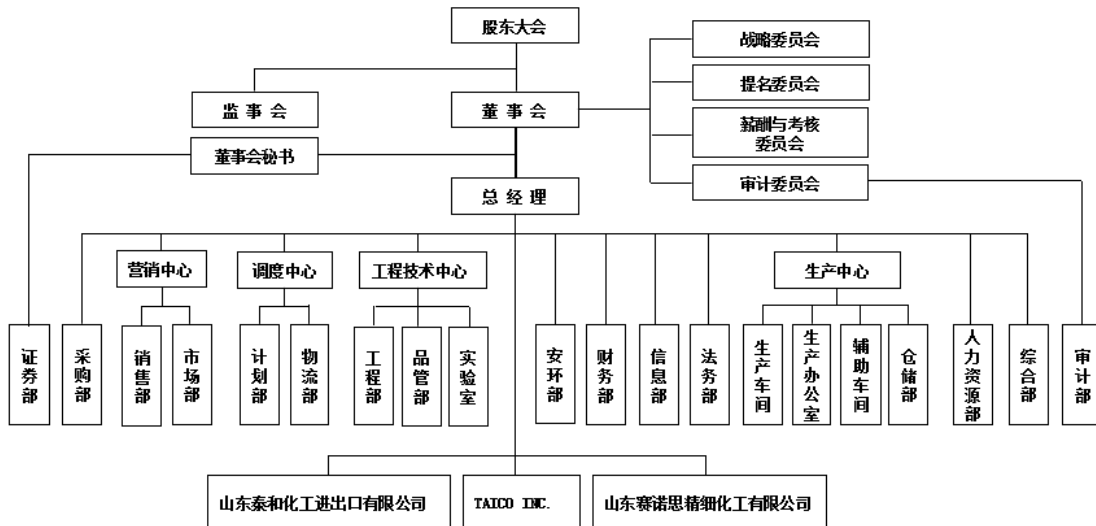 股东大会
战略委员会
提名委员会
监事会
董事会
薪酬与考核
委员会
董事会秘书
审计委员会
总经理
营销中心
调度中心
工程技术中心
生产中心
证券部
采购部
销售部
市场部
计划部
物流部
工程部
品管部
实验室
安环部
财务部
信息部
法务部
生产车间
生产办公室
辅助车间
仓储部
人力资源部
综合部
审计部
山东泰和化工进出口有限公司
TAICO INC.
山东赛诺思精细化工有限公司